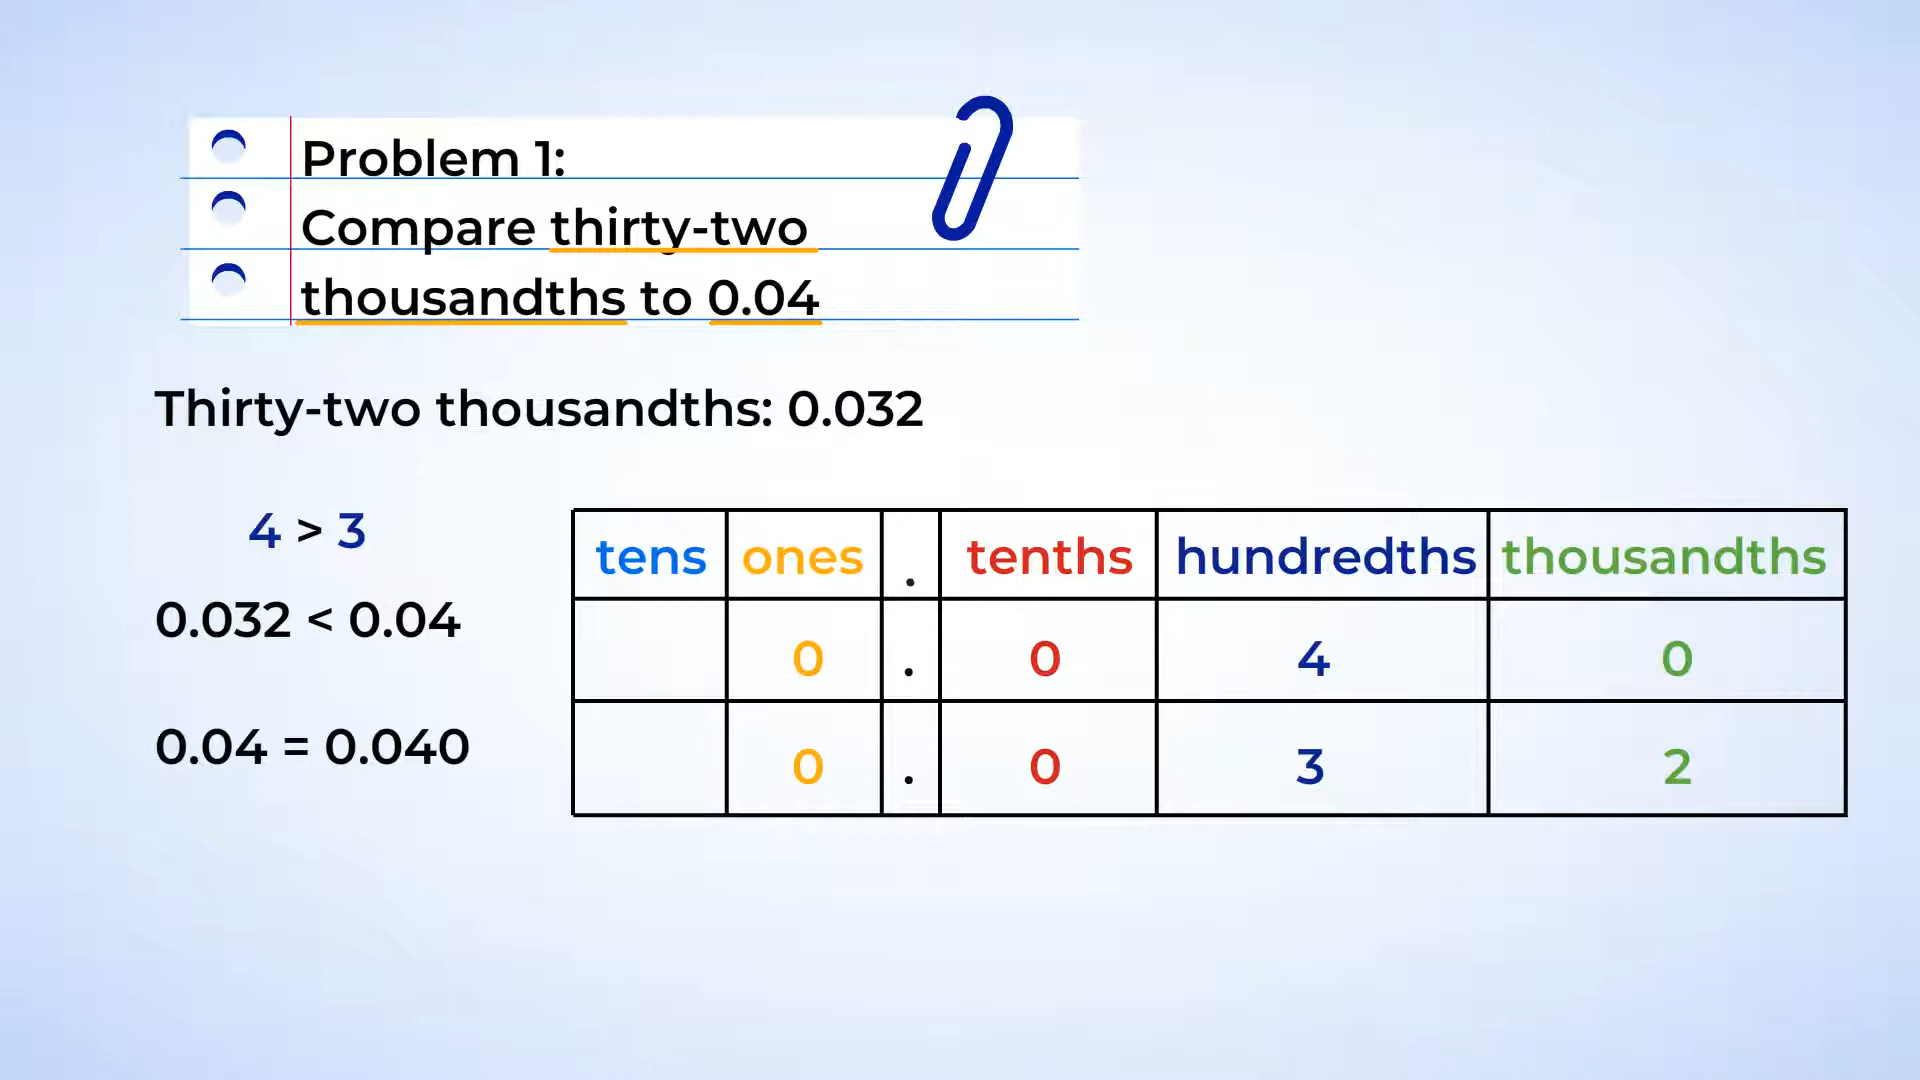 Problem 1:
Compare thirty-two
thousandths to 0.04
Thirty-two thousandths: 0.032
4 > 3
0.032 < 0.04
0.04 = 0.040
tens ones . tenths hundredths thousandths
0 . 0 4 0
0 . 0 3 2